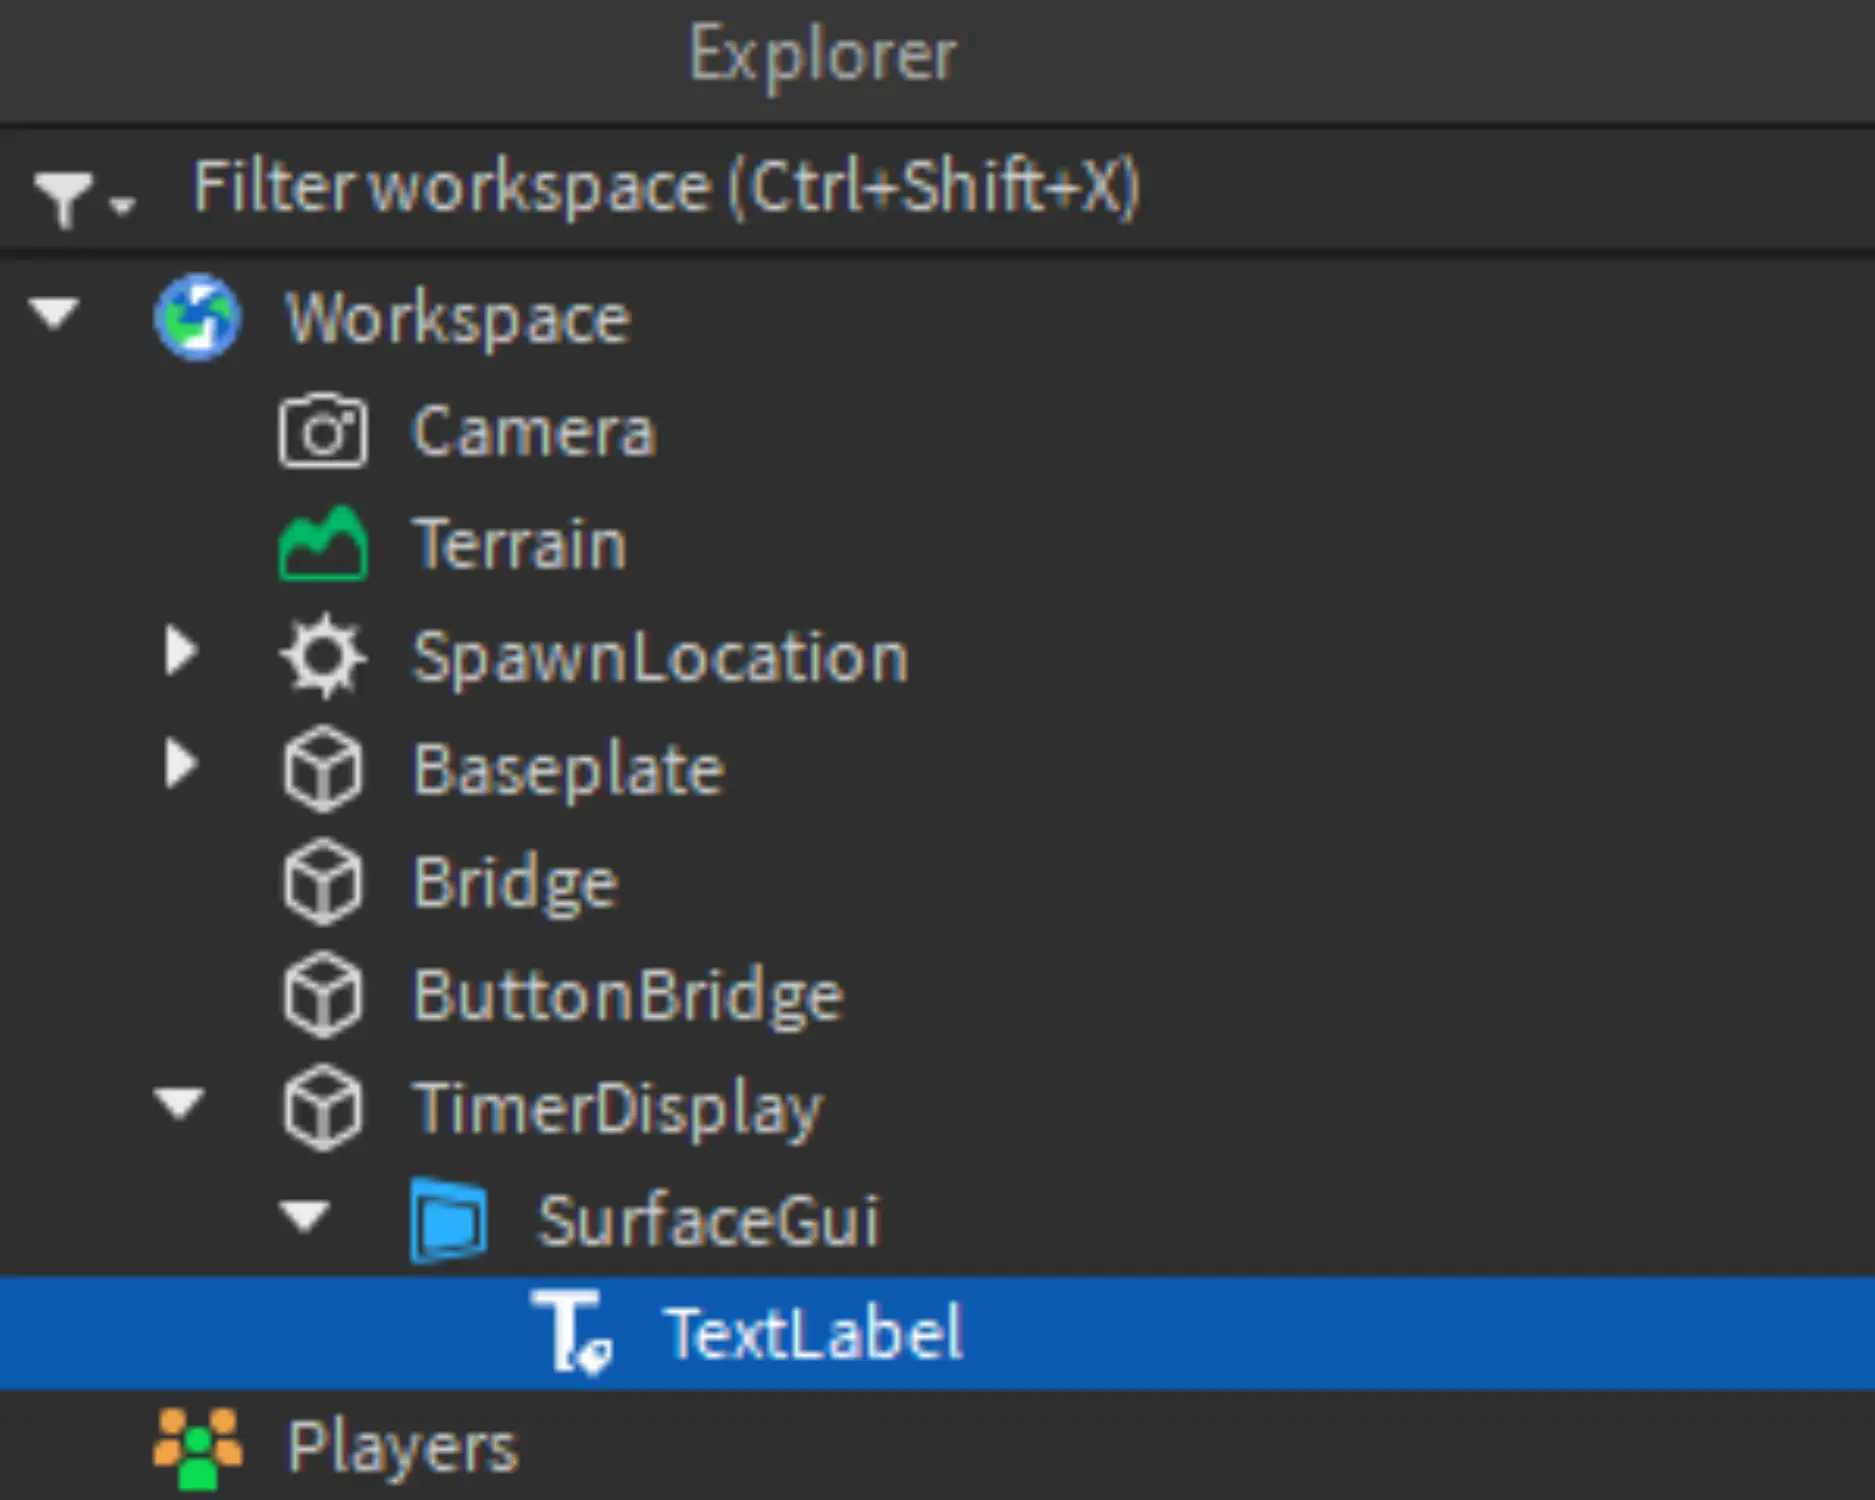 Explorer
Filter workspace (Ctrl+Shift+X)
Workspace
Camera
Terrain
SpawnLocation
Baseplate
Bridge
ButtonBridge
TimerDisplay
SurfaceGui
TextLabel
Players